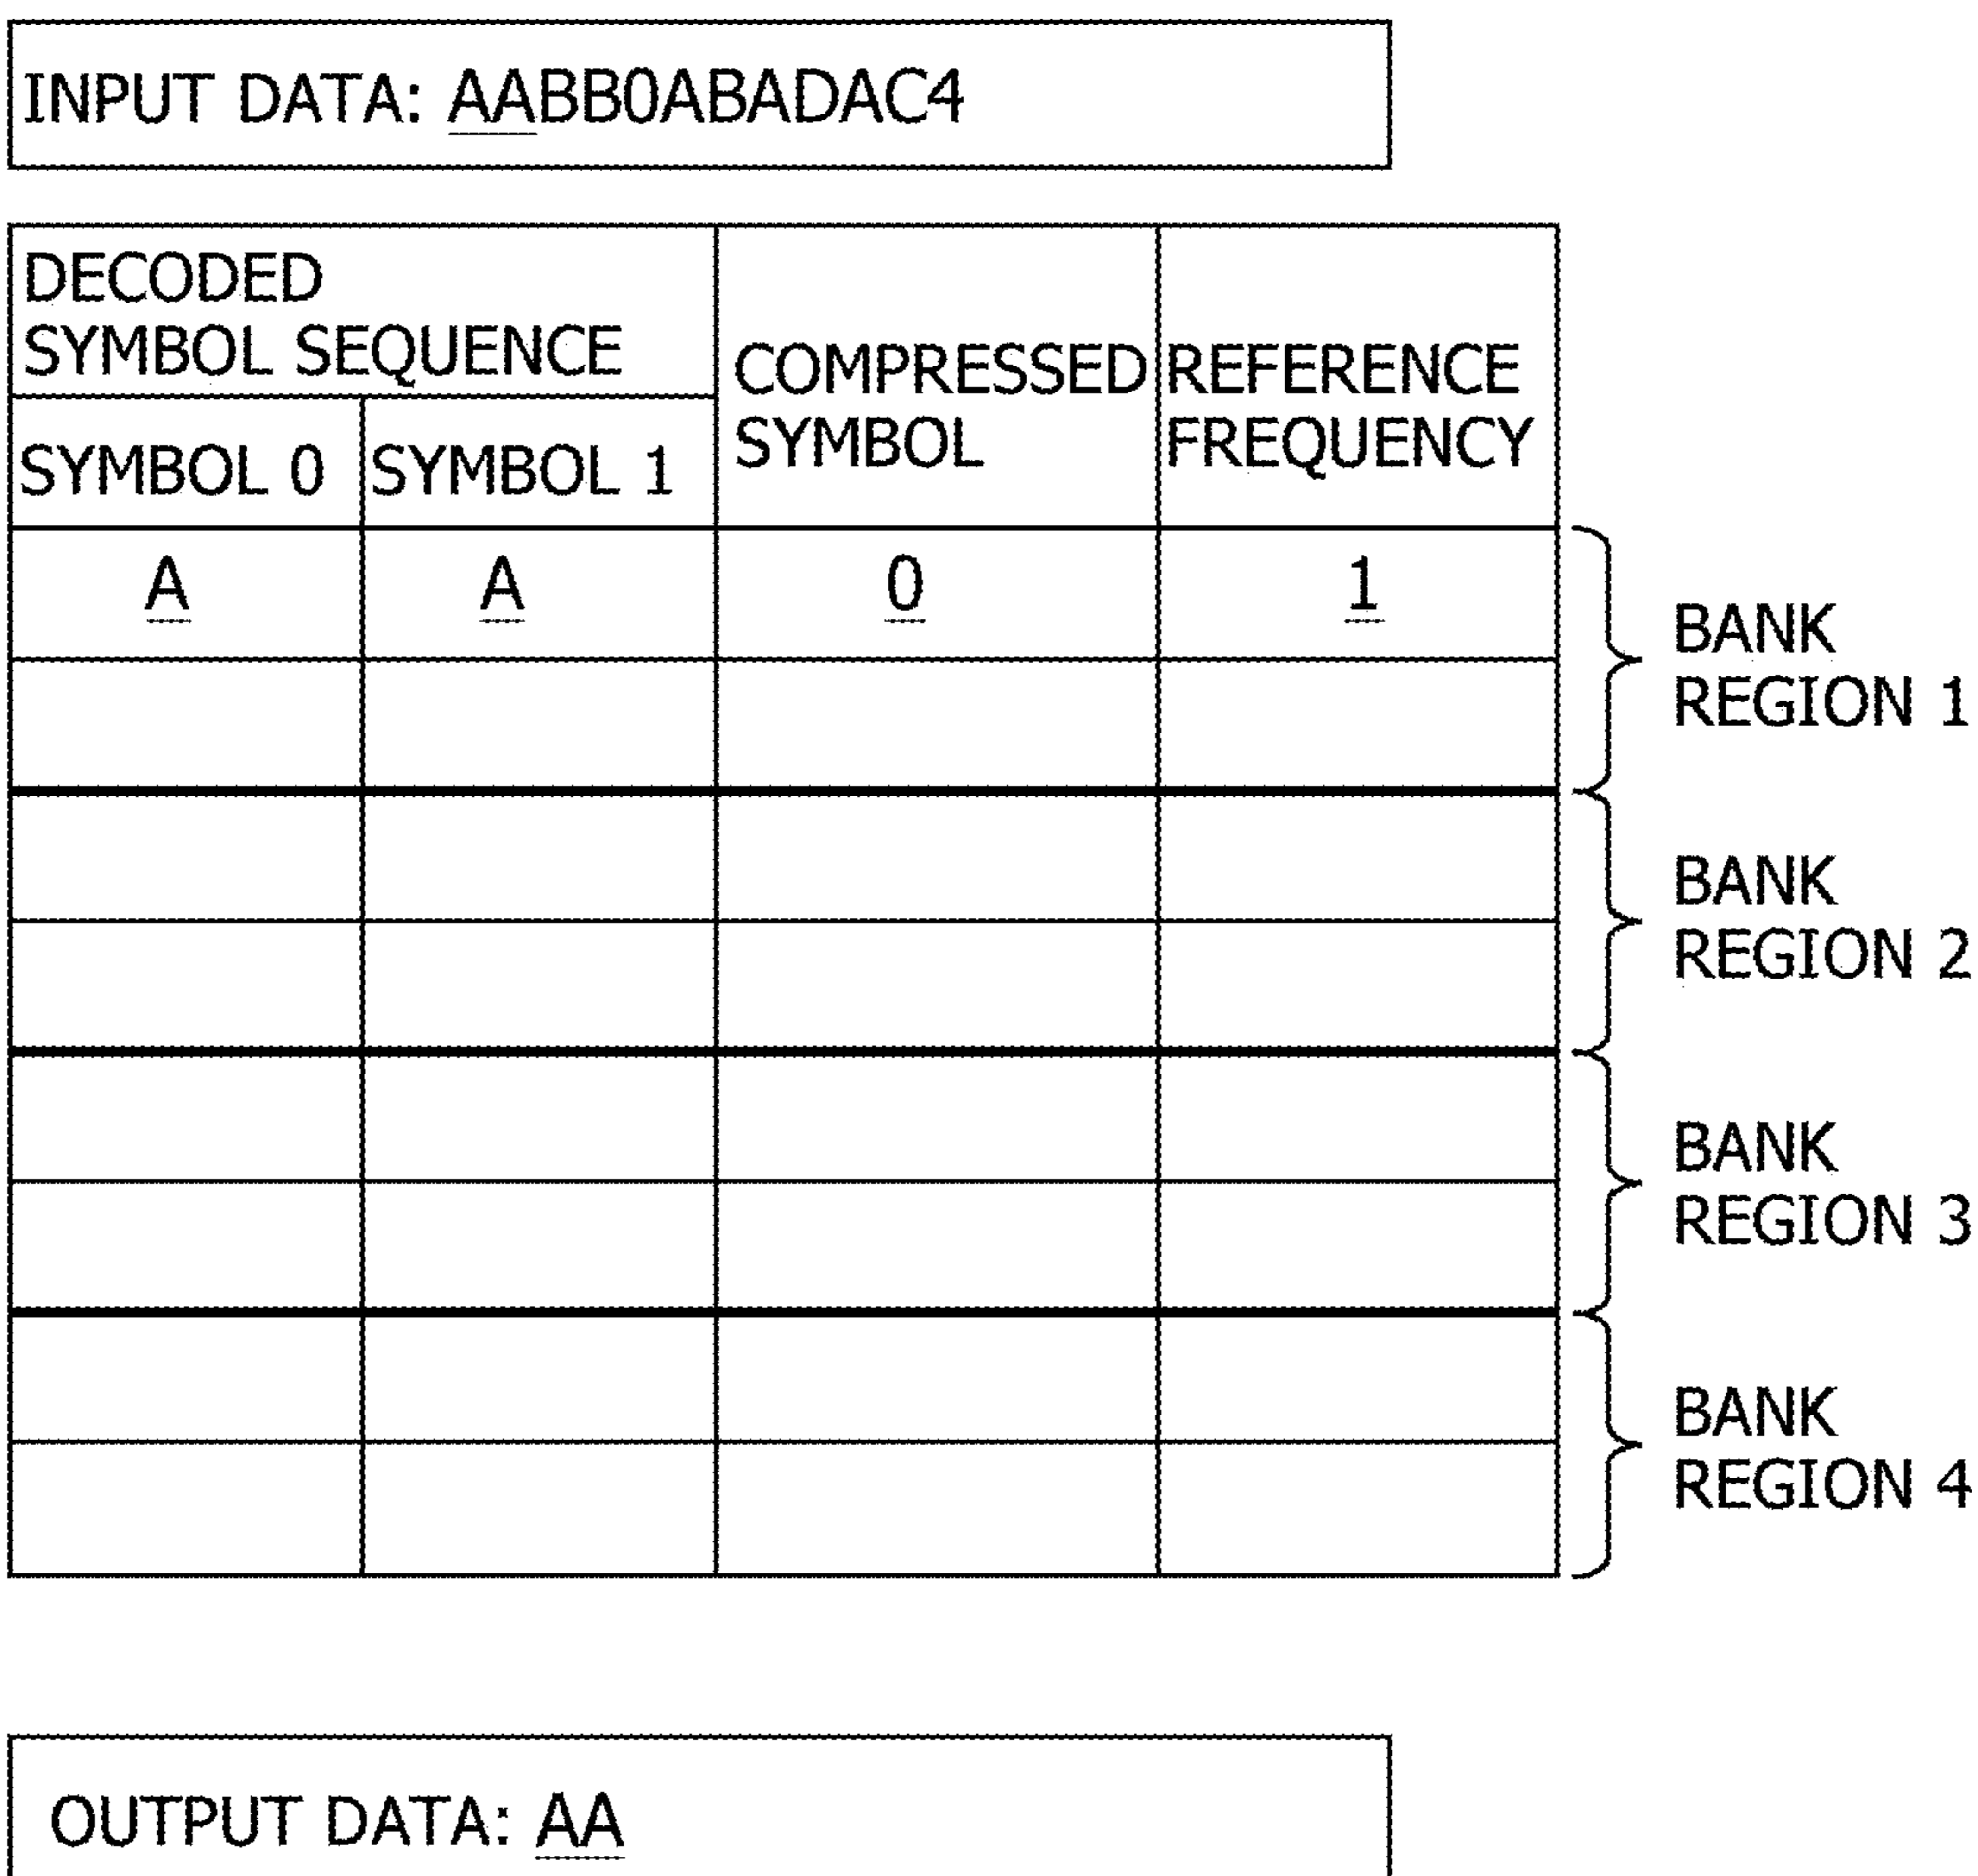 INPUT DATA: AABB0ABADAC4
DECODED
SYMBOL SEQUENCE
SYMBOL 0
SYMBOL 1
COMPRESSED
SYMBOL
REFERENCE
FREQUENCY
A
A
0
1
BANK
REGION 1
BANK
REGION 2
BANK
REGION 3
BANK
REGION 4
OUTPUT DATA: AA